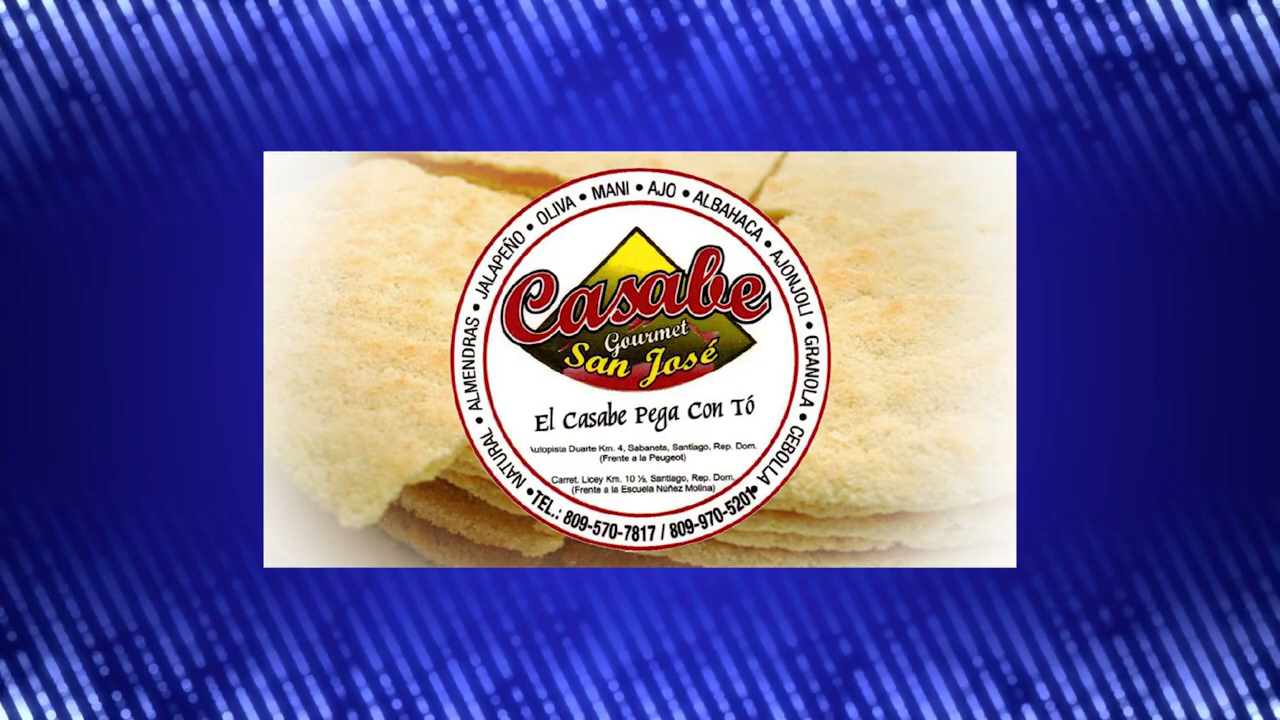 NATURAL • ALMENDRAS • JALAPEÑO • OLIVA • MANI • AJO • ALBAHACA • AJONJOLI • GRANOLA • CEBOLLA
Casabe
Gourmet
San José
El Casabe Pega Con Tó
utopista Duarte Km. 4, Sabaneta, Santiago, Rep. Dom.
(Frente a la Peugeot)
Carret. Licey Km. 10 ½, Santiago, Rep. Dom.
(Frente a la Escuela Núñez Molina)
• TEL.: 809-570-7817 / 809-970-5201 •